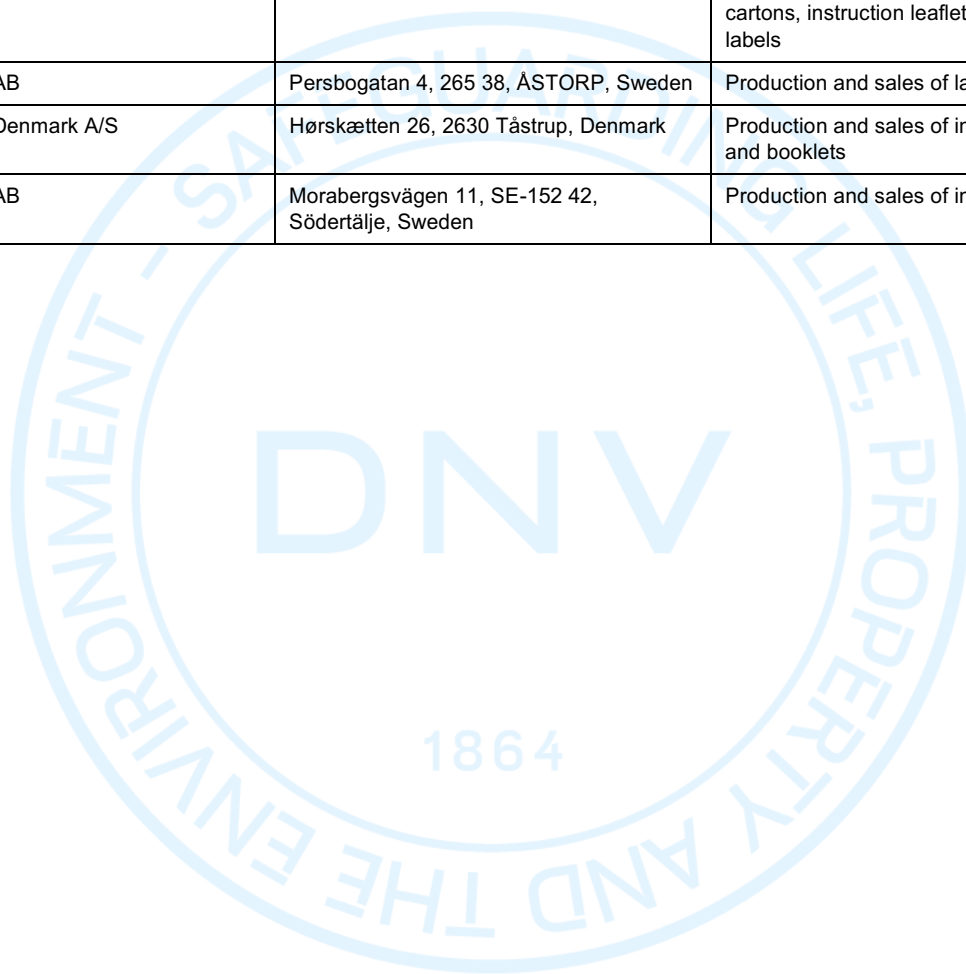 cartons, instruction leaflet
labels
AB
Persbogatan 4, 265 38, ÅSTORP, Sweden
Production and sales of la
Denmark A/S
Hørskætten 26, 2630 Tåstrup, Denmark
Production and sales of in
and booklets
AB
Morabergsvägen 11, SE-152 42,
Södertälje, Sweden
Production and sales of in
SAFEGUARDING LIFE, PROPERTY AND THE ENVIRONMENT –
DNV
1864